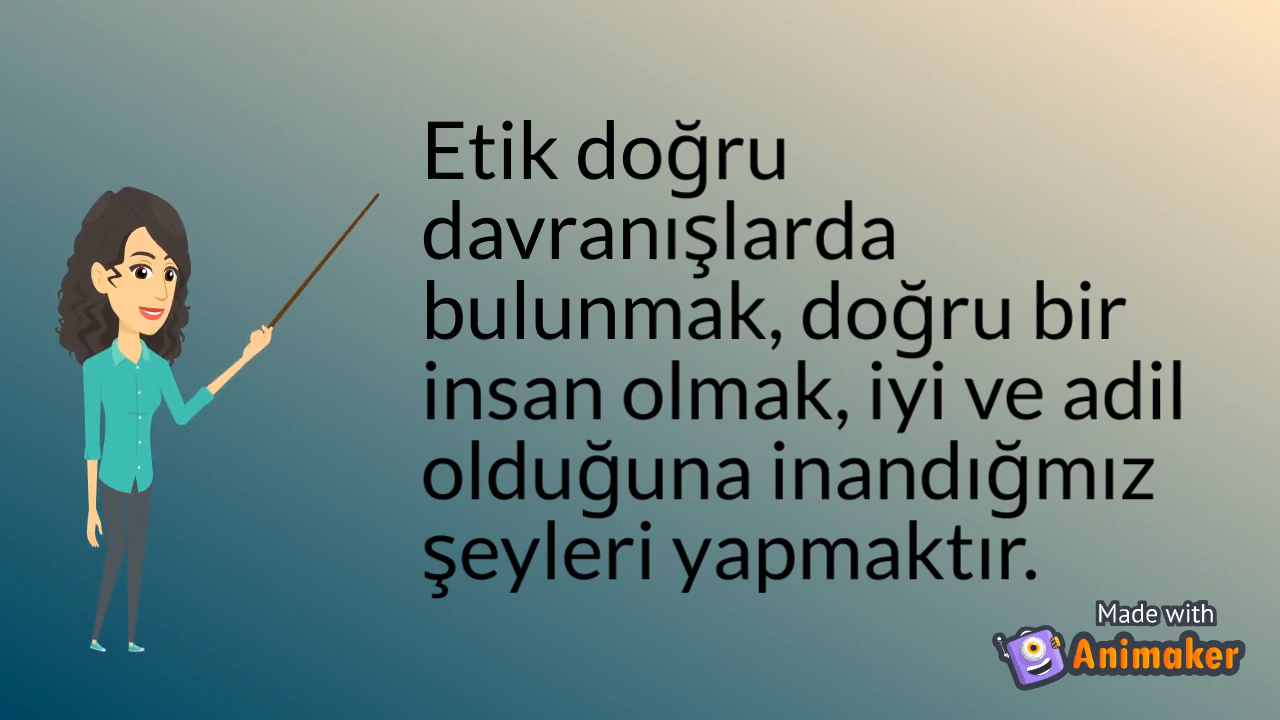 Etik doğru
davranışlarda
bulunmak, doğru bir
insan olmak, iyi ve adil
olduğuna inandığmız
şeyleri yapmaktır.
Made with
Animaker